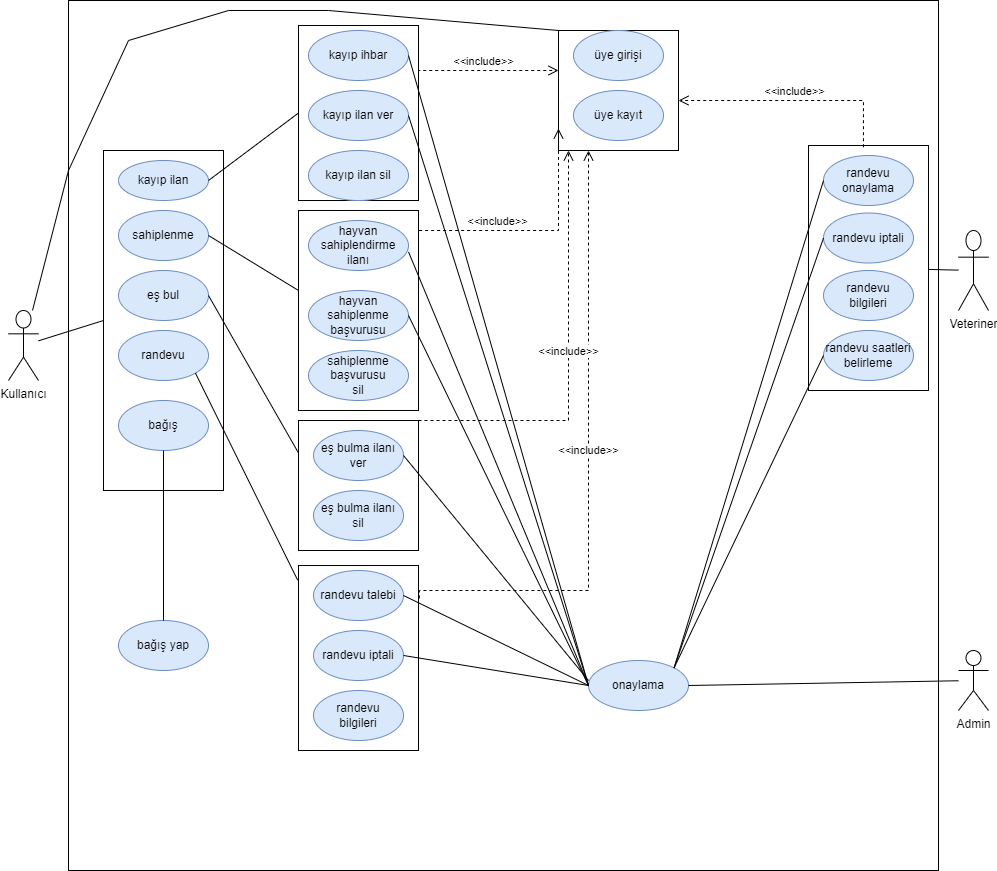 kayıp ihbar
kayıp ilan ver
kayıp ilan sil
<<include>>
üye girişi
üye kayıt
<<include>>
kayıp ilan
sahiplenme
eş bul
randevu
bağış
hayvan
sahiplendirme
ilanı
hayvan
sahiplenme
başvurusu
sahiplenme
başvurusu
sil
<<include>>
randevu
onaylama
randevu iptali
randevu
bilgileri
randevu saatleri
belirleme
Veteriner
Kullanıcı
<<include>>
eş bulma ilanı
ver
eş bulma ilanı
sil
<<include>>
randevu talebi
randevu iptali
randevu
bilgileri
bağış yap
onaylama
Admin